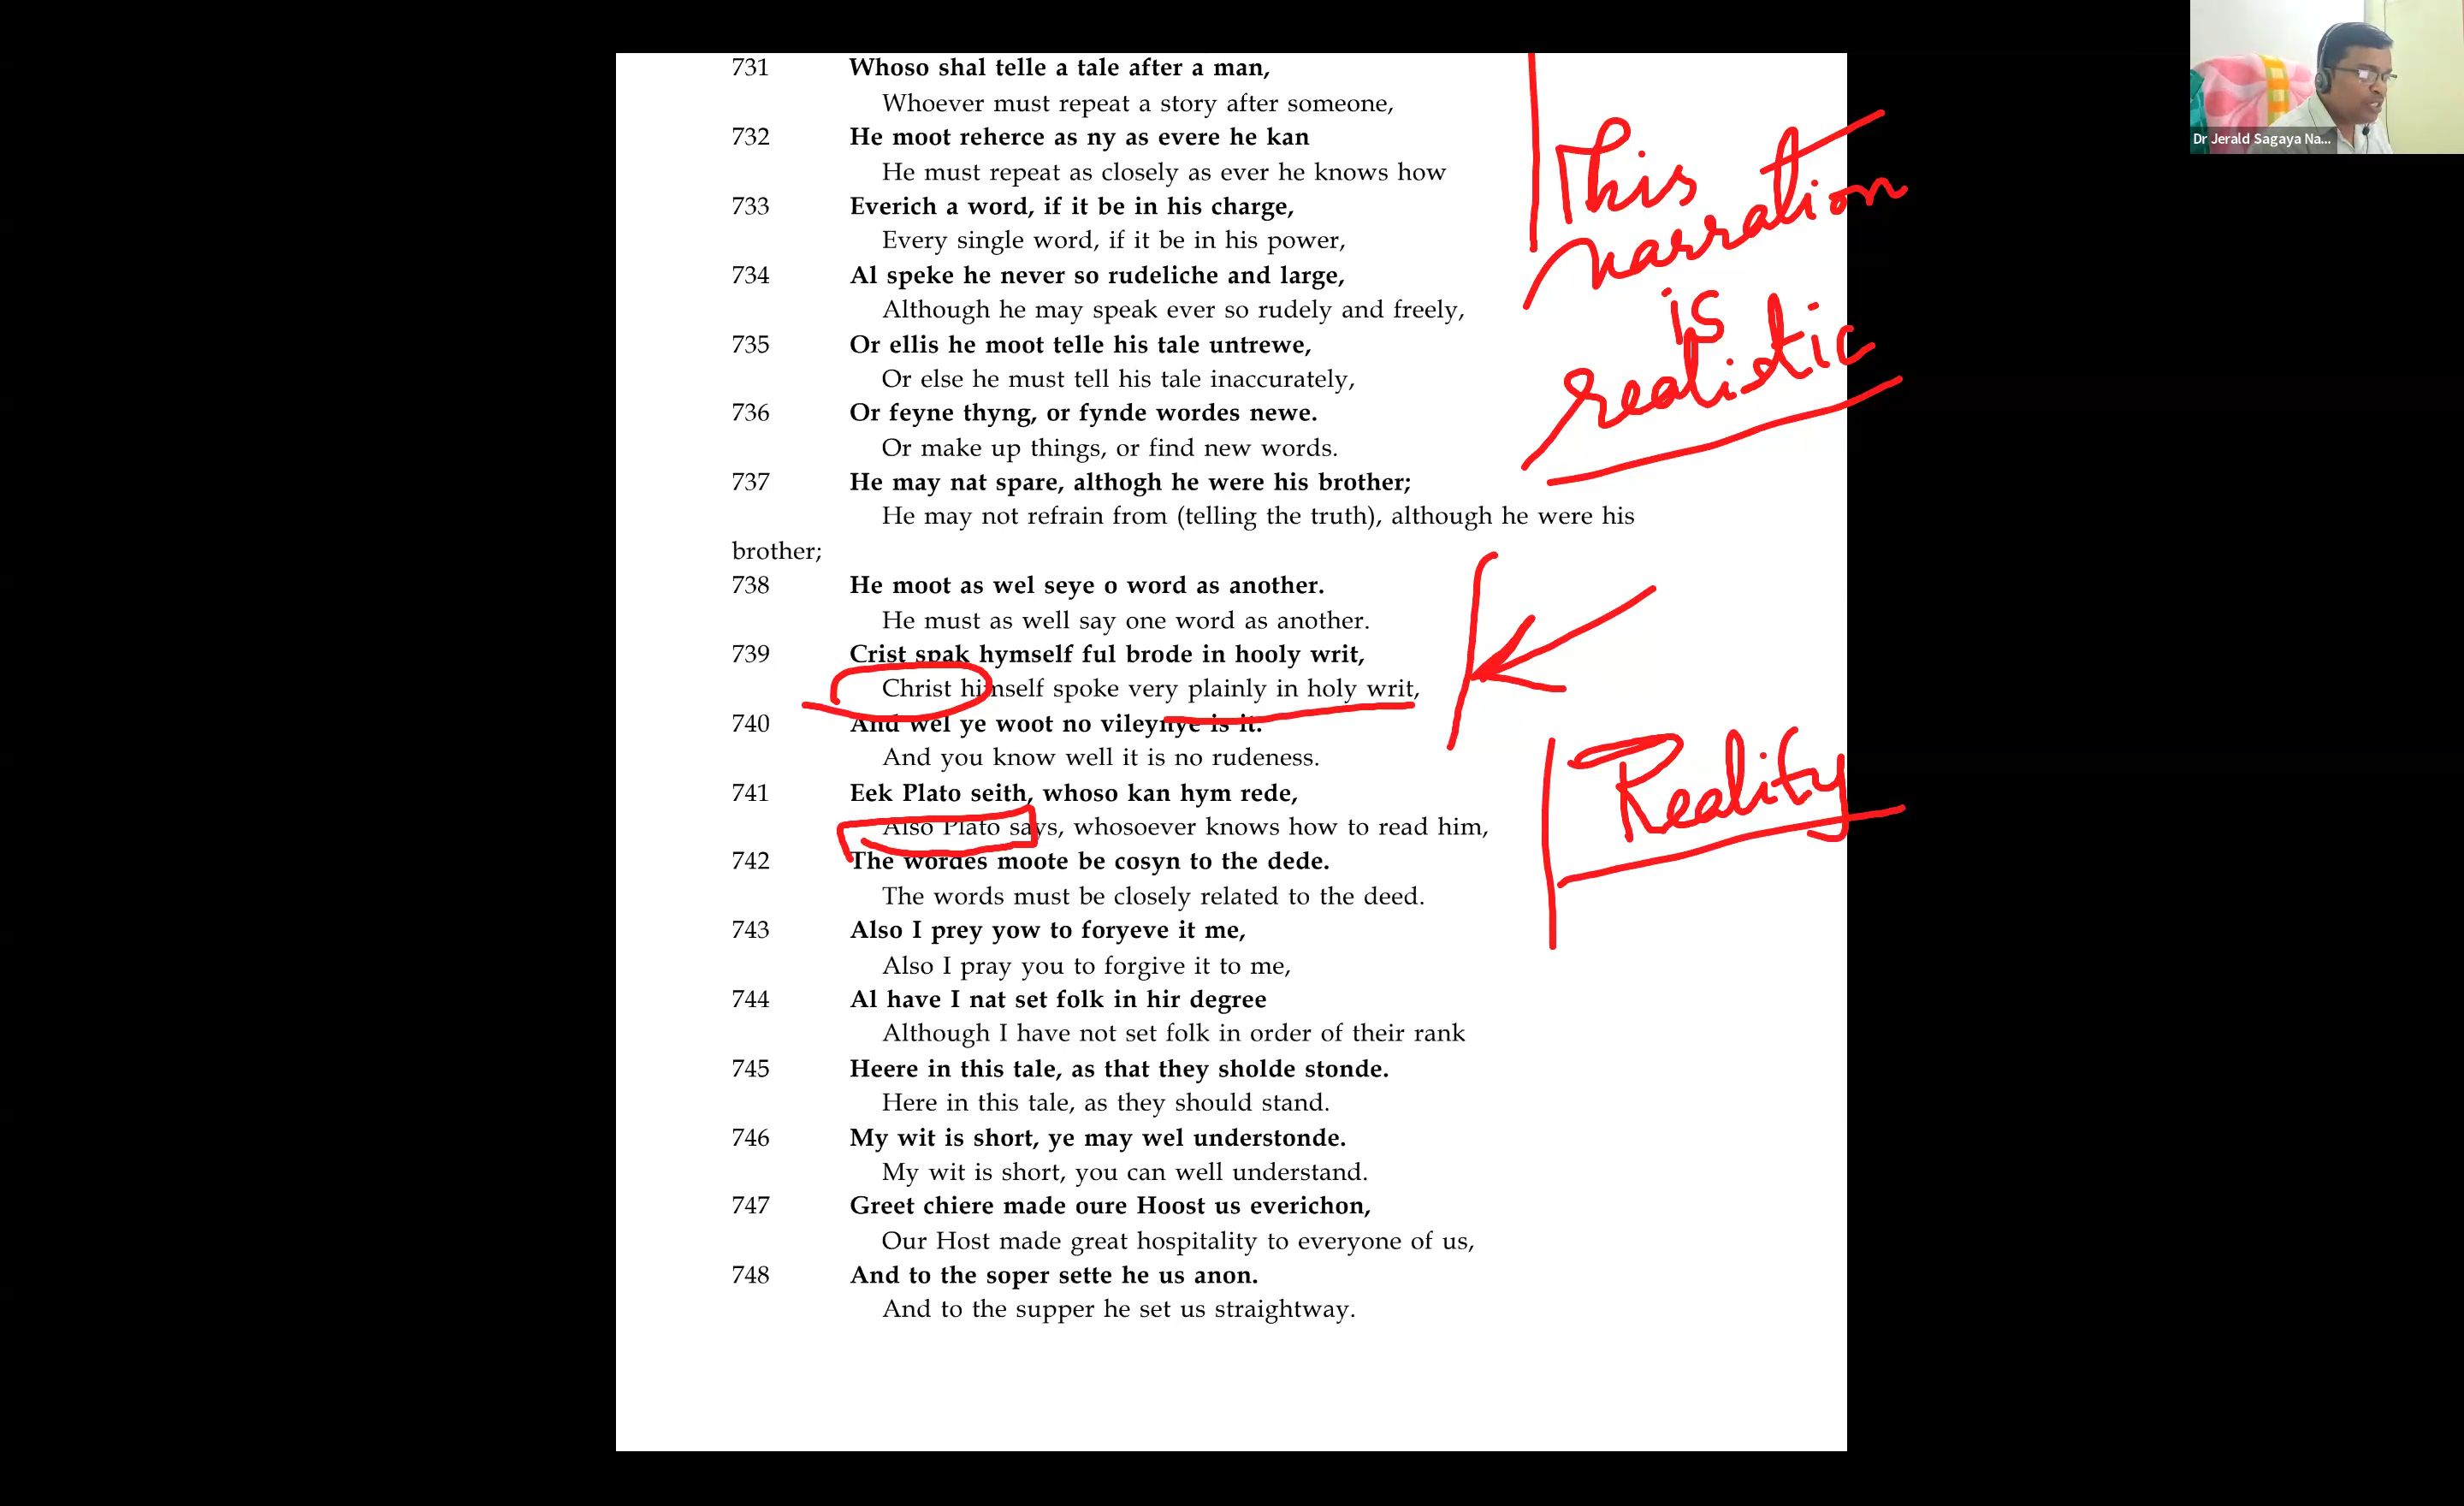 731 Whoso shal telle a tale after a man,
Whoever must repeat a story after someone,
732 He moot reherce as ny as evere he kan
He must repeat as closely as ever he knows how
733 Everich a word, if it be in his charge,
Every single word, if it be in his power,
734 Al speke he never so rudeliche and large,
Although he may speak ever so rudely and freely,
735 Or ellis he moot telle his tale untrewe,
Or else he must tell his tale inaccurately,
736 Or feyne thyng, or fynde wordes newe.
Or make up things, or find new words.
737 He may nat spare, althogh he were his brother;
He may not refrain from (telling the truth), although he were his
brother;
738 He moot as wel seye o word as another.
He must as well say one word as another.
739 Crist spak hymself ful brode in hooly writ,
Christ himself spoke very plainly in holy writ,
740 And wel ye woot no vileynye is it.
And you know well it is no rudeness.
741 Eek Plato seith, whoso kan hym rede,
Also Plato says, whosoever knows how to read him,
742 The wordes moote be cosyn to the dede.
The words must be closely related to the deed.
743 Also I prey yow to foryeve it me,
Also I pray you to forgive it to me,
744 Al have I nat set folk in hir degree
Although I have not set folk in order of their rank
745 Heere in this tale, as that they sholde stonde.
Here in this tale, as they should stand.
746 My wit is short, ye may wel understonde.
My wit is short, you can well understand.
747 Greet chiere made oure Hoost us everichon,
Our Host made great hospitality to everyone of us,
748 And to the soper sette he us anon.
And to the supper he set us straightway.
This
narration
is
realistic
Reality
Dr Jerald Sagaya Na...